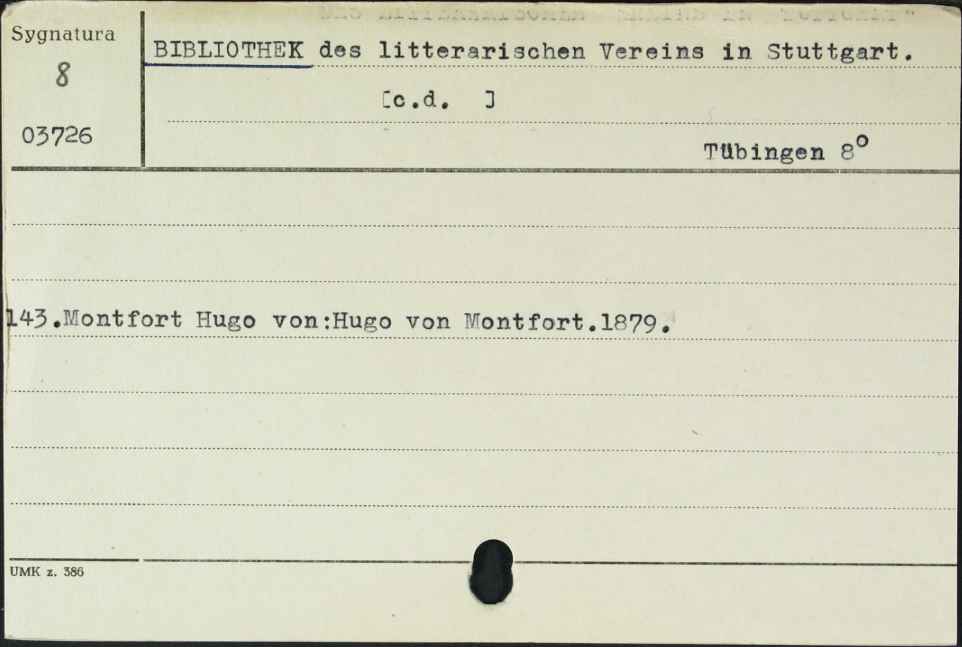 Sygnatura
8
03726
BIBLIOTHEK des litterarischen Vereins in Stuttgart.
[c.d. ]
Tübingen 8º
143.Montfort Hugo von:Hugo von Montfort.1879.
UMK z. 386